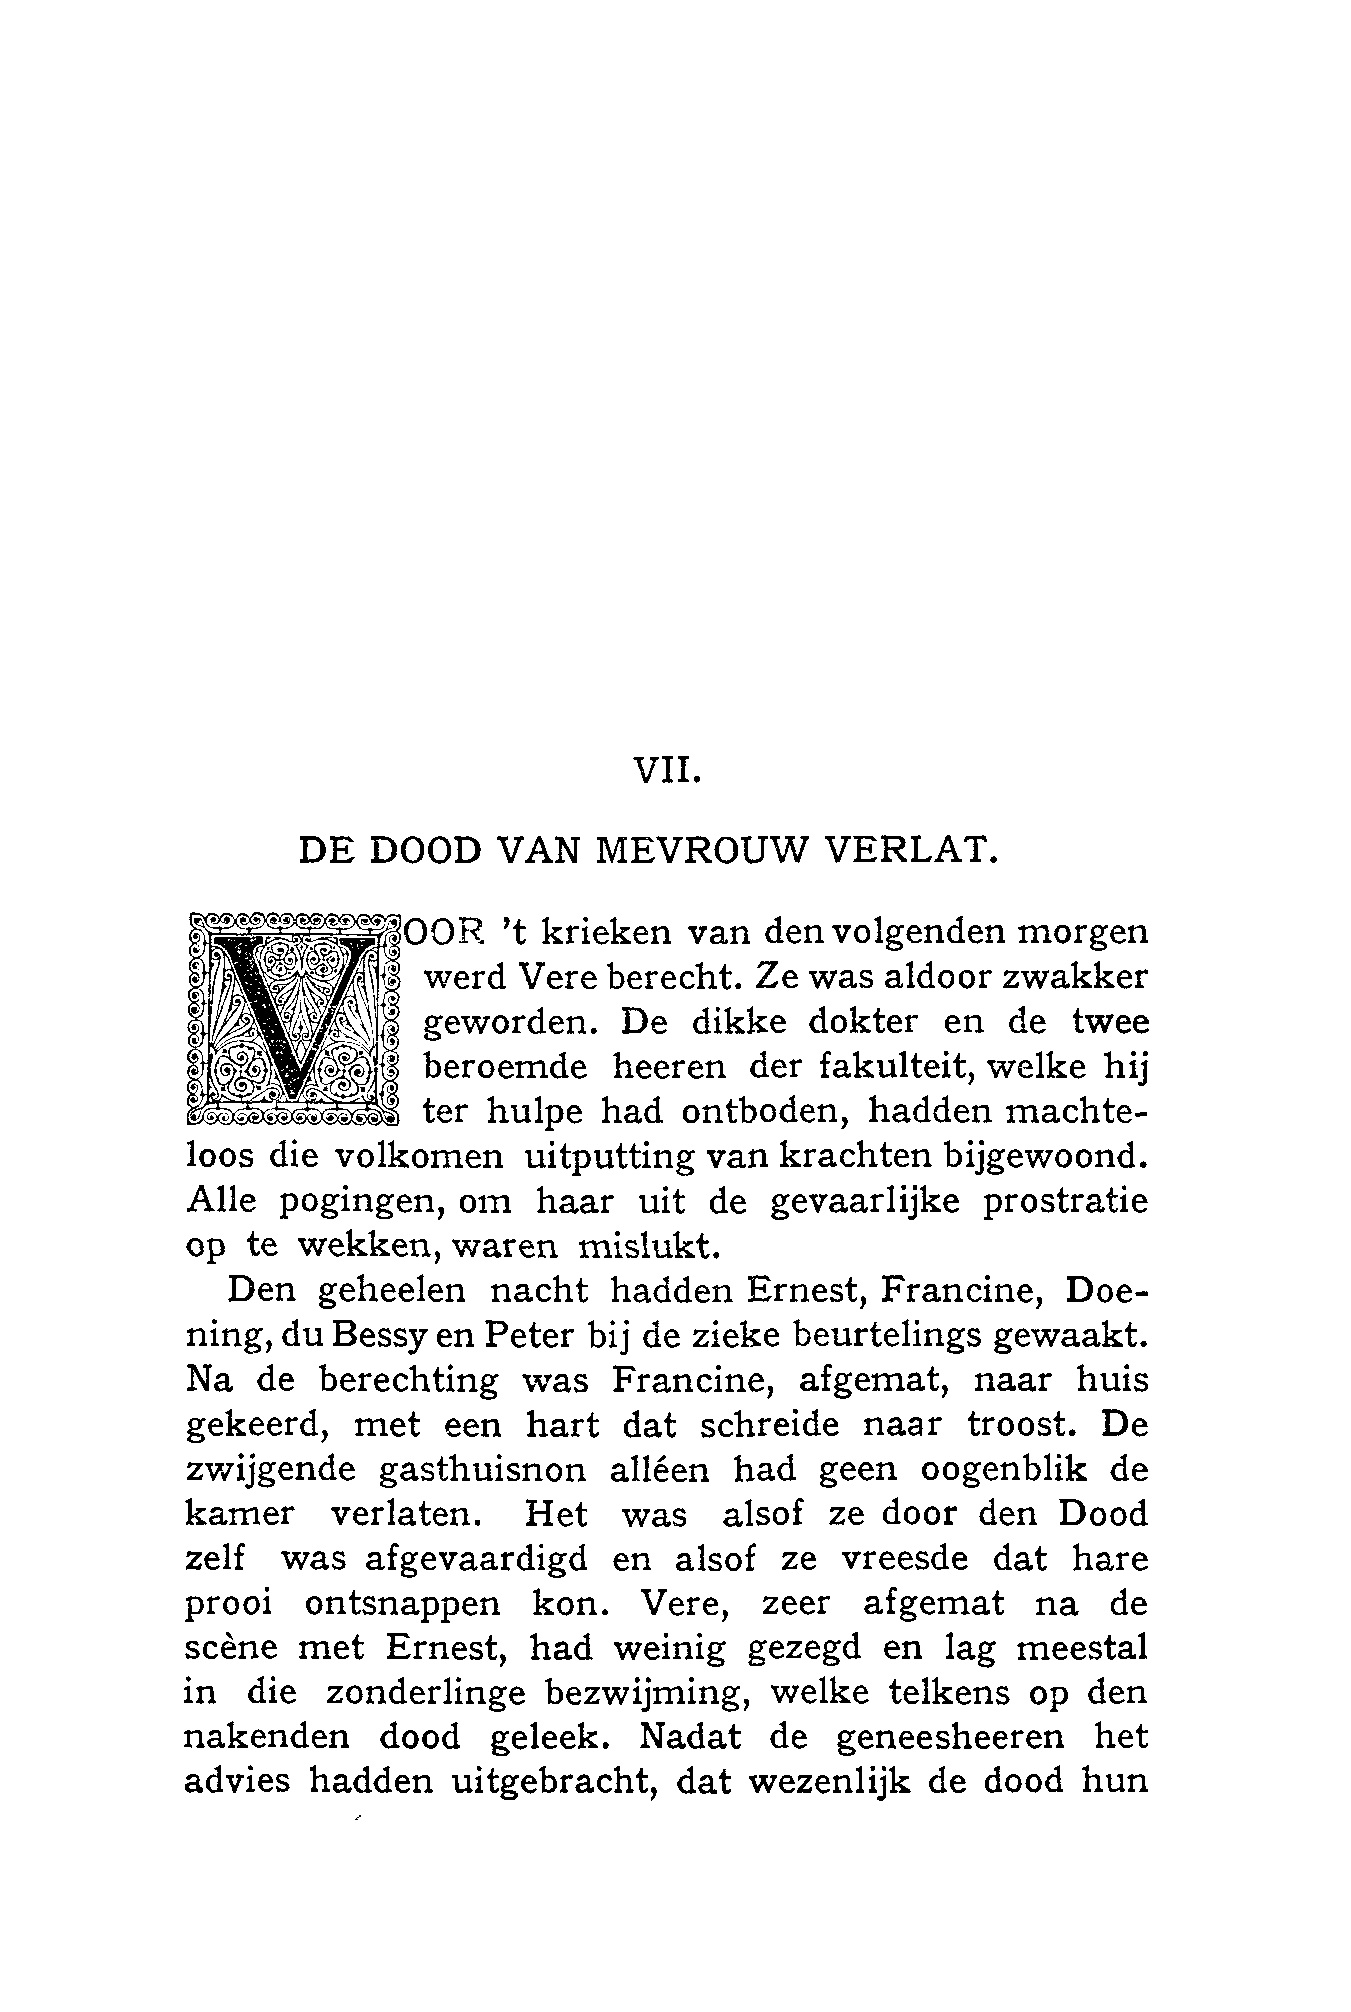 VII.
DE DOOD VAN MEVROUW VERLAT.
VOOR 't krieken van den volgenden morgen
werd Vere berecht. Ze was aldoor zwakker
geworden. De dikke dokter en de twee
beroemde heeren der fakulteit, welke hij
ter hulpe had ontboden, hadden machte-
loos die volkomen uitputting van krachten bijgewoond.
Alle pogingen, om haar uit de gevaarlijke prostratie
op te wekken, waren mislukt.
Den geheelen nacht hadden Ernest, Francine, Doe-
ning, du Bessy en Peter bij de zieke beurtelings gewaakt.
Na de berechting was Francine, afgemat, naar huis
gekeerd, met een hart dat schreide naar troost. De
zwijgende gasthuisnon alléen had geen oogenblik de
kamer verlaten. Het was alsof ze door den Dood
zelf was afgevaardigd en alsof ze vreesde dat hare
prooi ontsnappen kon. Vere, zeer afgemat na de
scène met Ernest, had weinig gezegd en lag meestal
in die zonderlinge bezwijming, welke telkens op den
nakenden dood geleek. Nadat de geneesheeren het
advies hadden uitgebracht, dat wezenlijk de dood hun